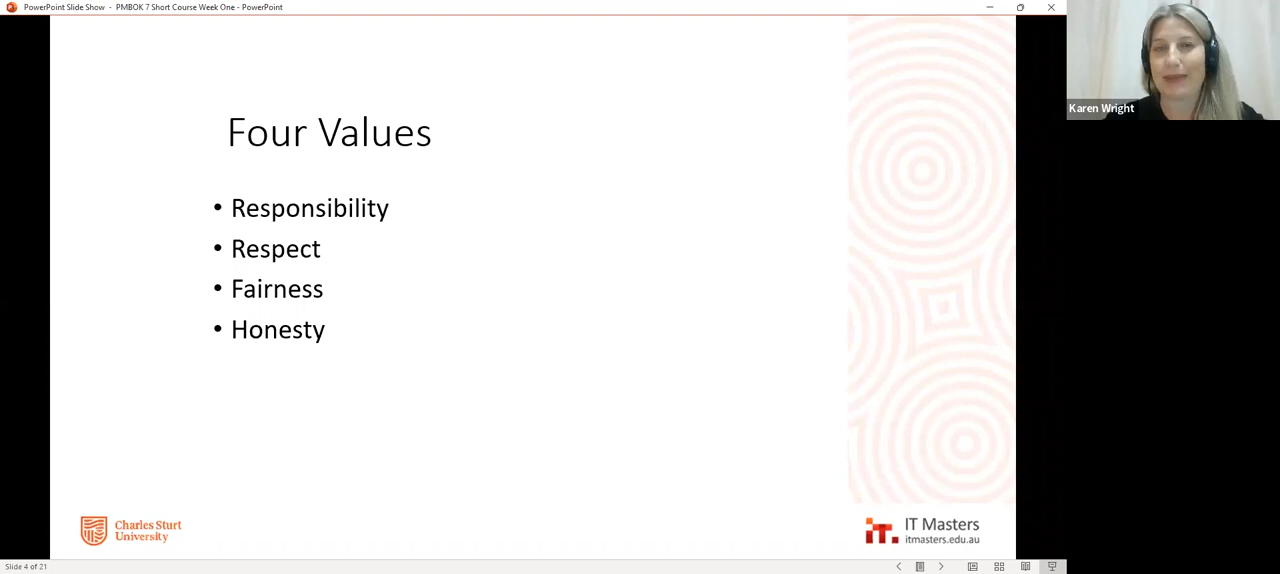 PowerPoint Slide Show - PMBOK 7 Short Course Week One - PowerPoint
Karen Wright
Four Values
• Responsibility
• Respect
• Fairness
• Honesty
Charles Sturt
University
IT Masters
itmasters.edu.au
Slide 4 of 21